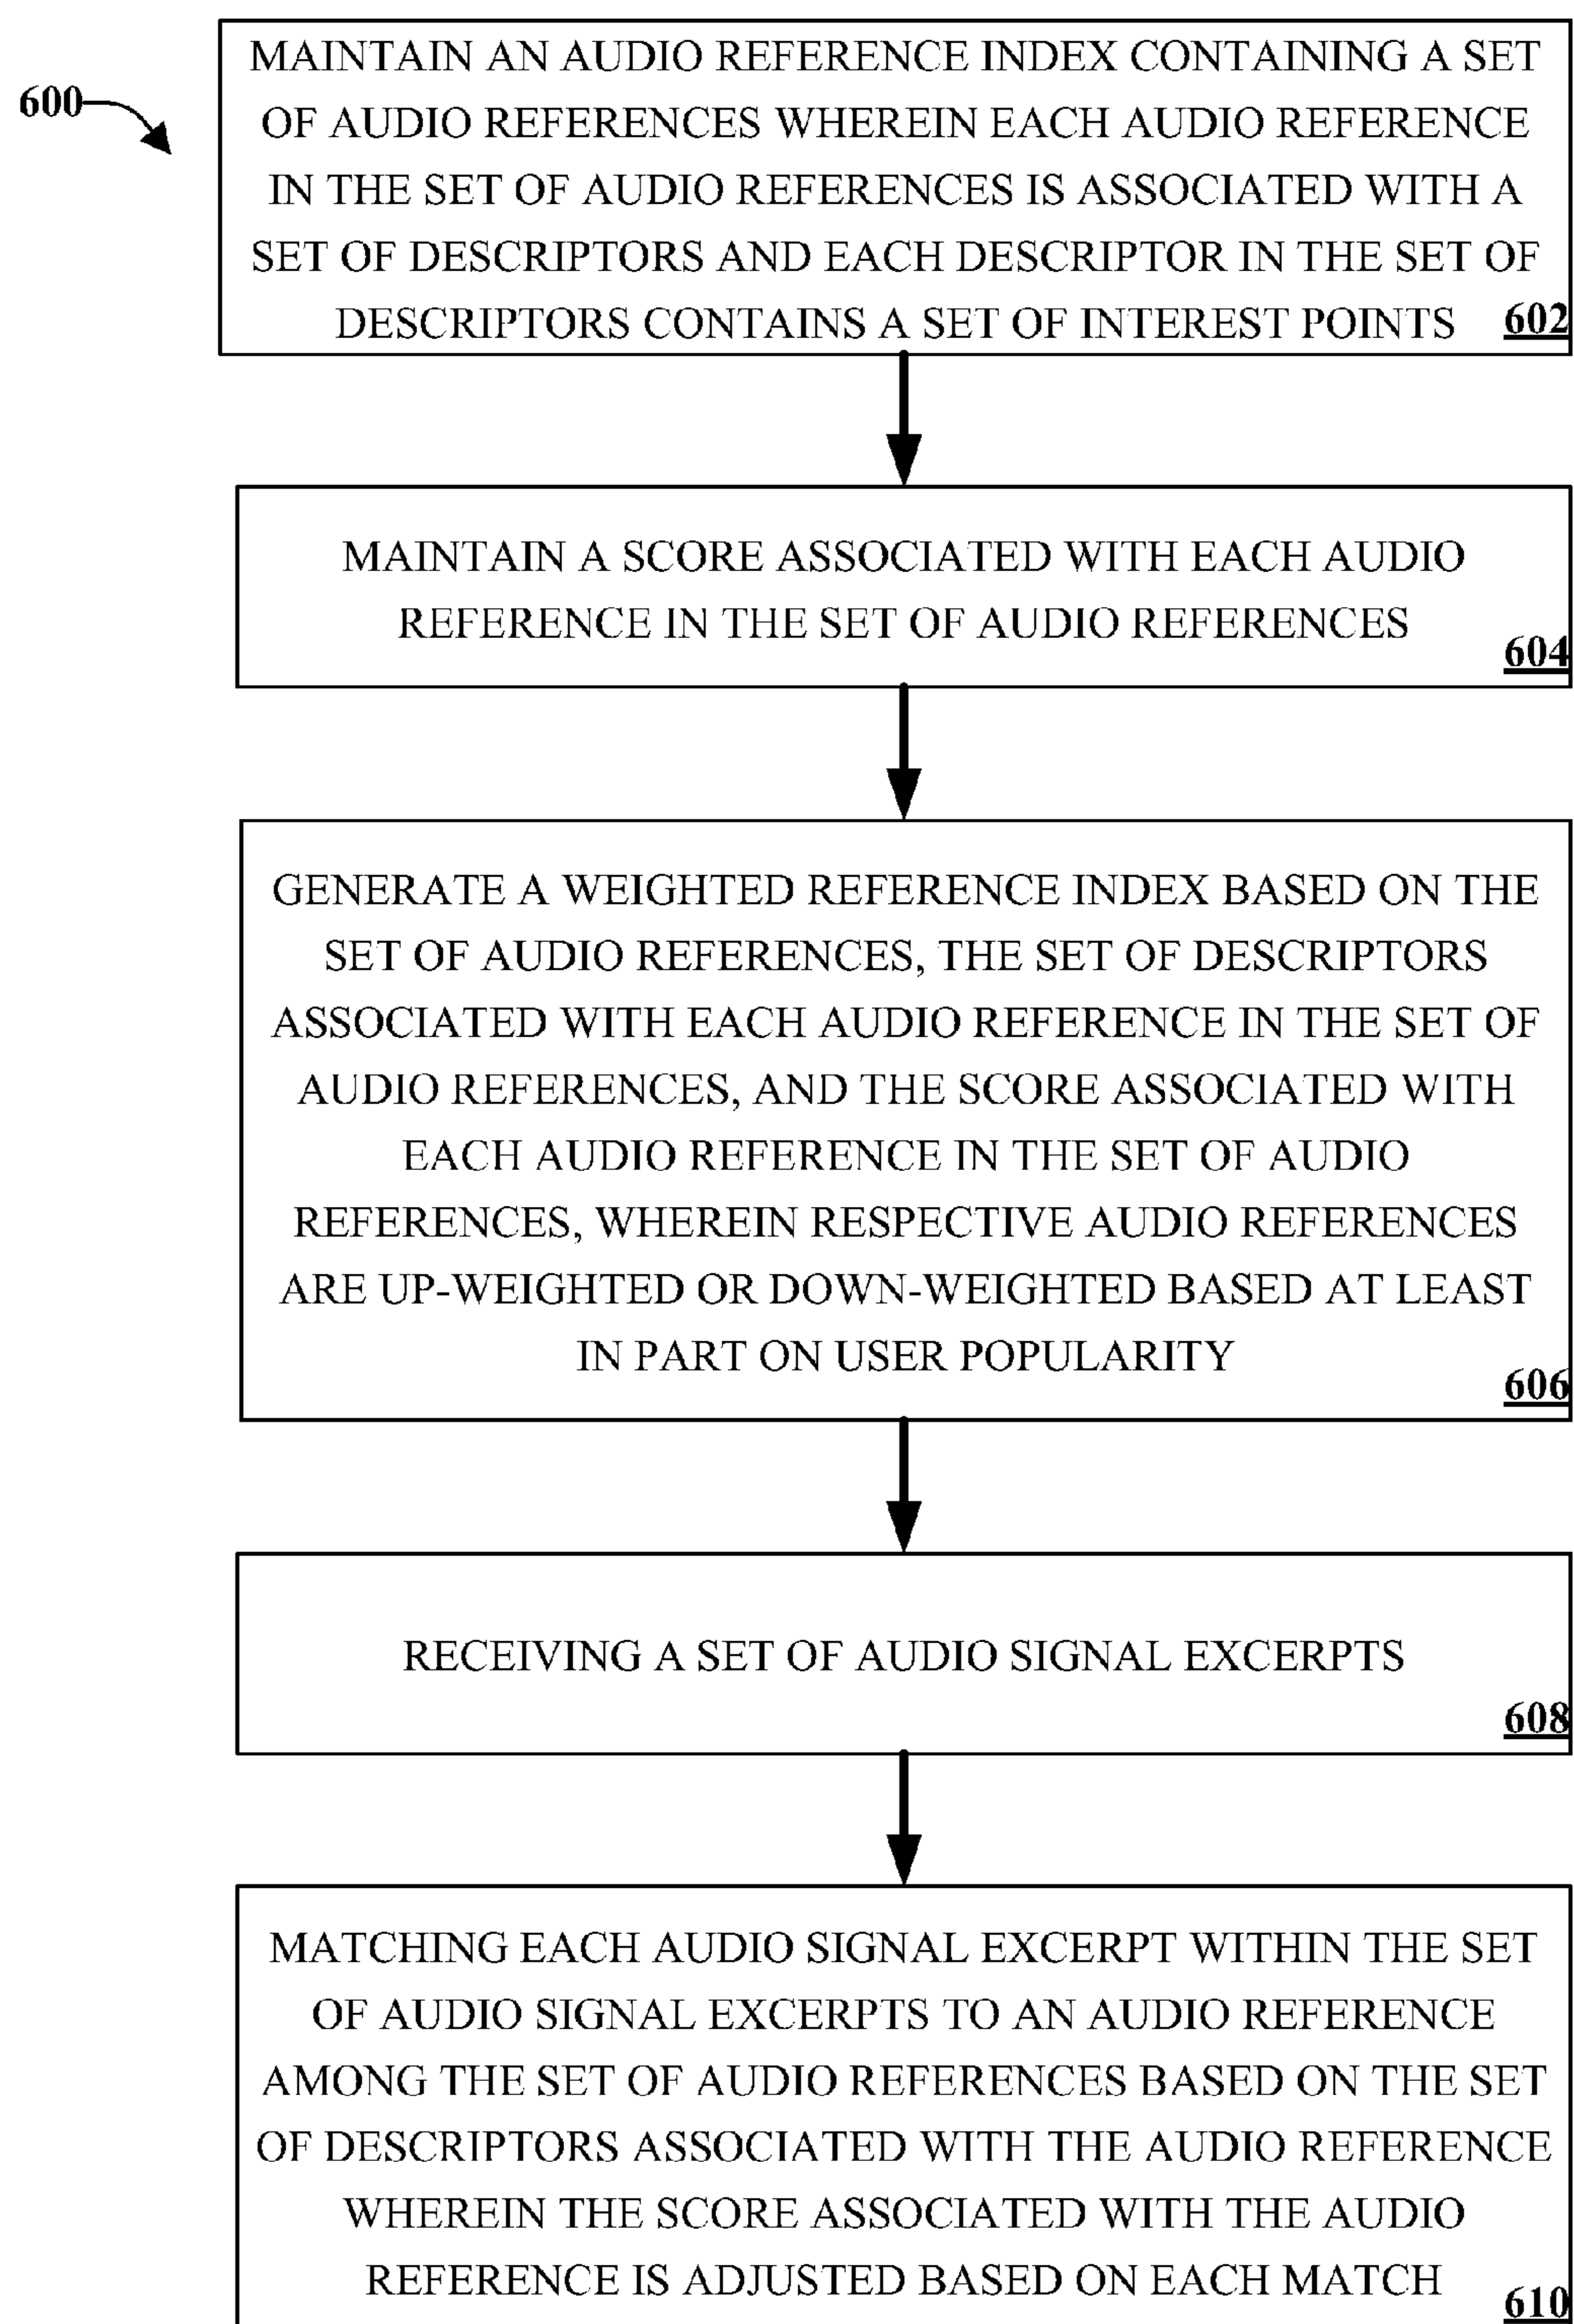 600
MAINTAIN AN AUDIO REFERENCE INDEX CONTAINING A SET
OF AUDIO REFERENCES WHEREIN EACH AUDIO REFERENCE
IN THE SET OF AUDIO REFERENCES IS ASSOCIATED WITH A
SET OF DESCRIPTORS AND EACH DESCRIPTOR IN THE SET OF
DESCRIPTORS CONTAINS A SET OF INTEREST POINTS
602
MAINTAIN A SCORE ASSOCIATED WITH EACH AUDIO
REFERENCE IN THE SET OF AUDIO REFERENCES
604
GENERATE A WEIGHTED REFERENCE INDEX BASED ON THE
SET OF AUDIO REFERENCES, THE SET OF DESCRIPTORS
ASSOCIATED WITH EACH AUDIO REFERENCE IN THE SET OF
AUDIO REFERENCES, AND THE SCORE ASSOCIATED WITH
EACH AUDIO REFERENCE IN THE SET OF AUDIO
REFERENCES, WHEREIN RESPECTIVE AUDIO REFERENCES
ARE UP-WEIGHTED OR DOWN-WEIGHTED BASED AT LEAST
IN PART ON USER POPULARITY
606
RECEIVING A SET OF AUDIO SIGNAL EXCERPTS
608
MATCHING EACH AUDIO SIGNAL EXCERPT WITHIN THE SET
OF AUDIO SIGNAL EXCERPTS TO AN AUDIO REFERENCE
AMONG THE SET OF AUDIO REFERENCES BASED ON THE SET
OF DESCRIPTORS ASSOCIATED WITH THE AUDIO REFERENCE
WHEREIN THE SCORE ASSOCIATED WITH THE AUDIO
REFERENCE IS ADJUSTED BASED ON EACH MATCH
610